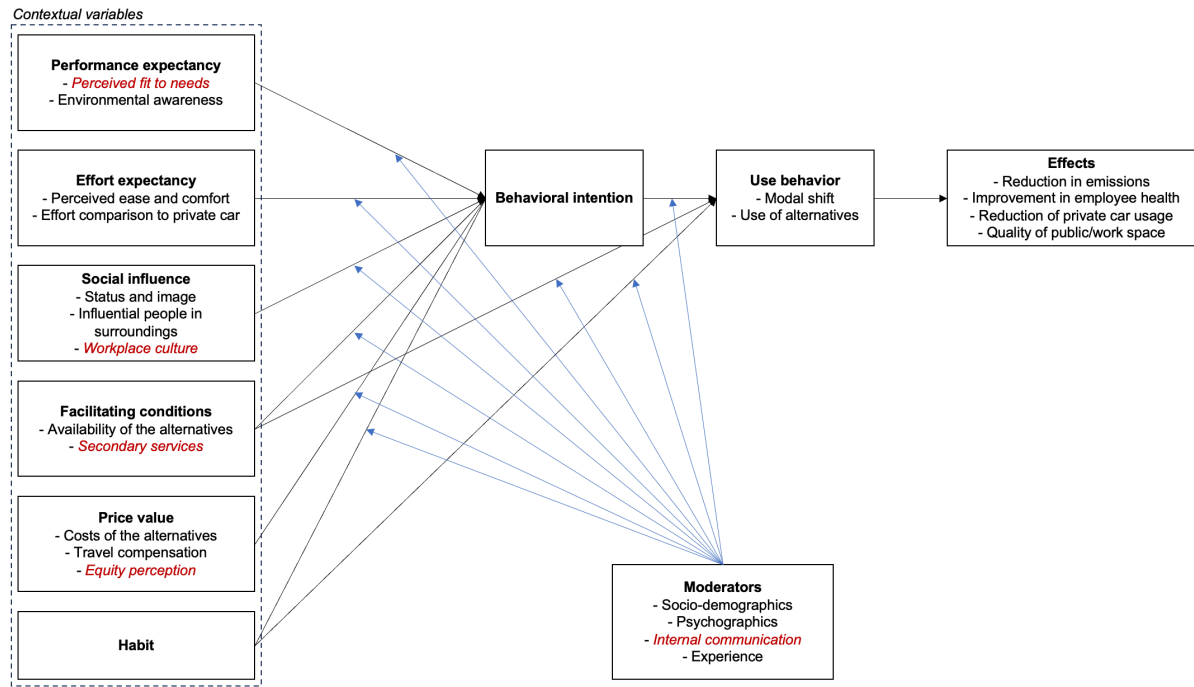 Contextual variables
Performance expectancy
- Perceived fit to needs
- Environmental awareness
Effort expectancy
- Perceived ease and comfort
- Effort comparison to private car
Social influence
- Status and image
- Influential people in
surroundings
- Workplace culture
Facilitating conditions
- Availability of the alternatives
- Secondary services
Price value
- Costs of the alternatives
- Travel compensation
- Equity perception
Habit
Behavioral intention
Use behavior
- Modal shift
- Use of alternatives
Effects
- Reduction in emissions
- Improvement in employee health
- Reduction of private car usage
- Quality of public/work space
Moderators
- Socio-demographics
- Psychographics
- Internal communication
- Experience